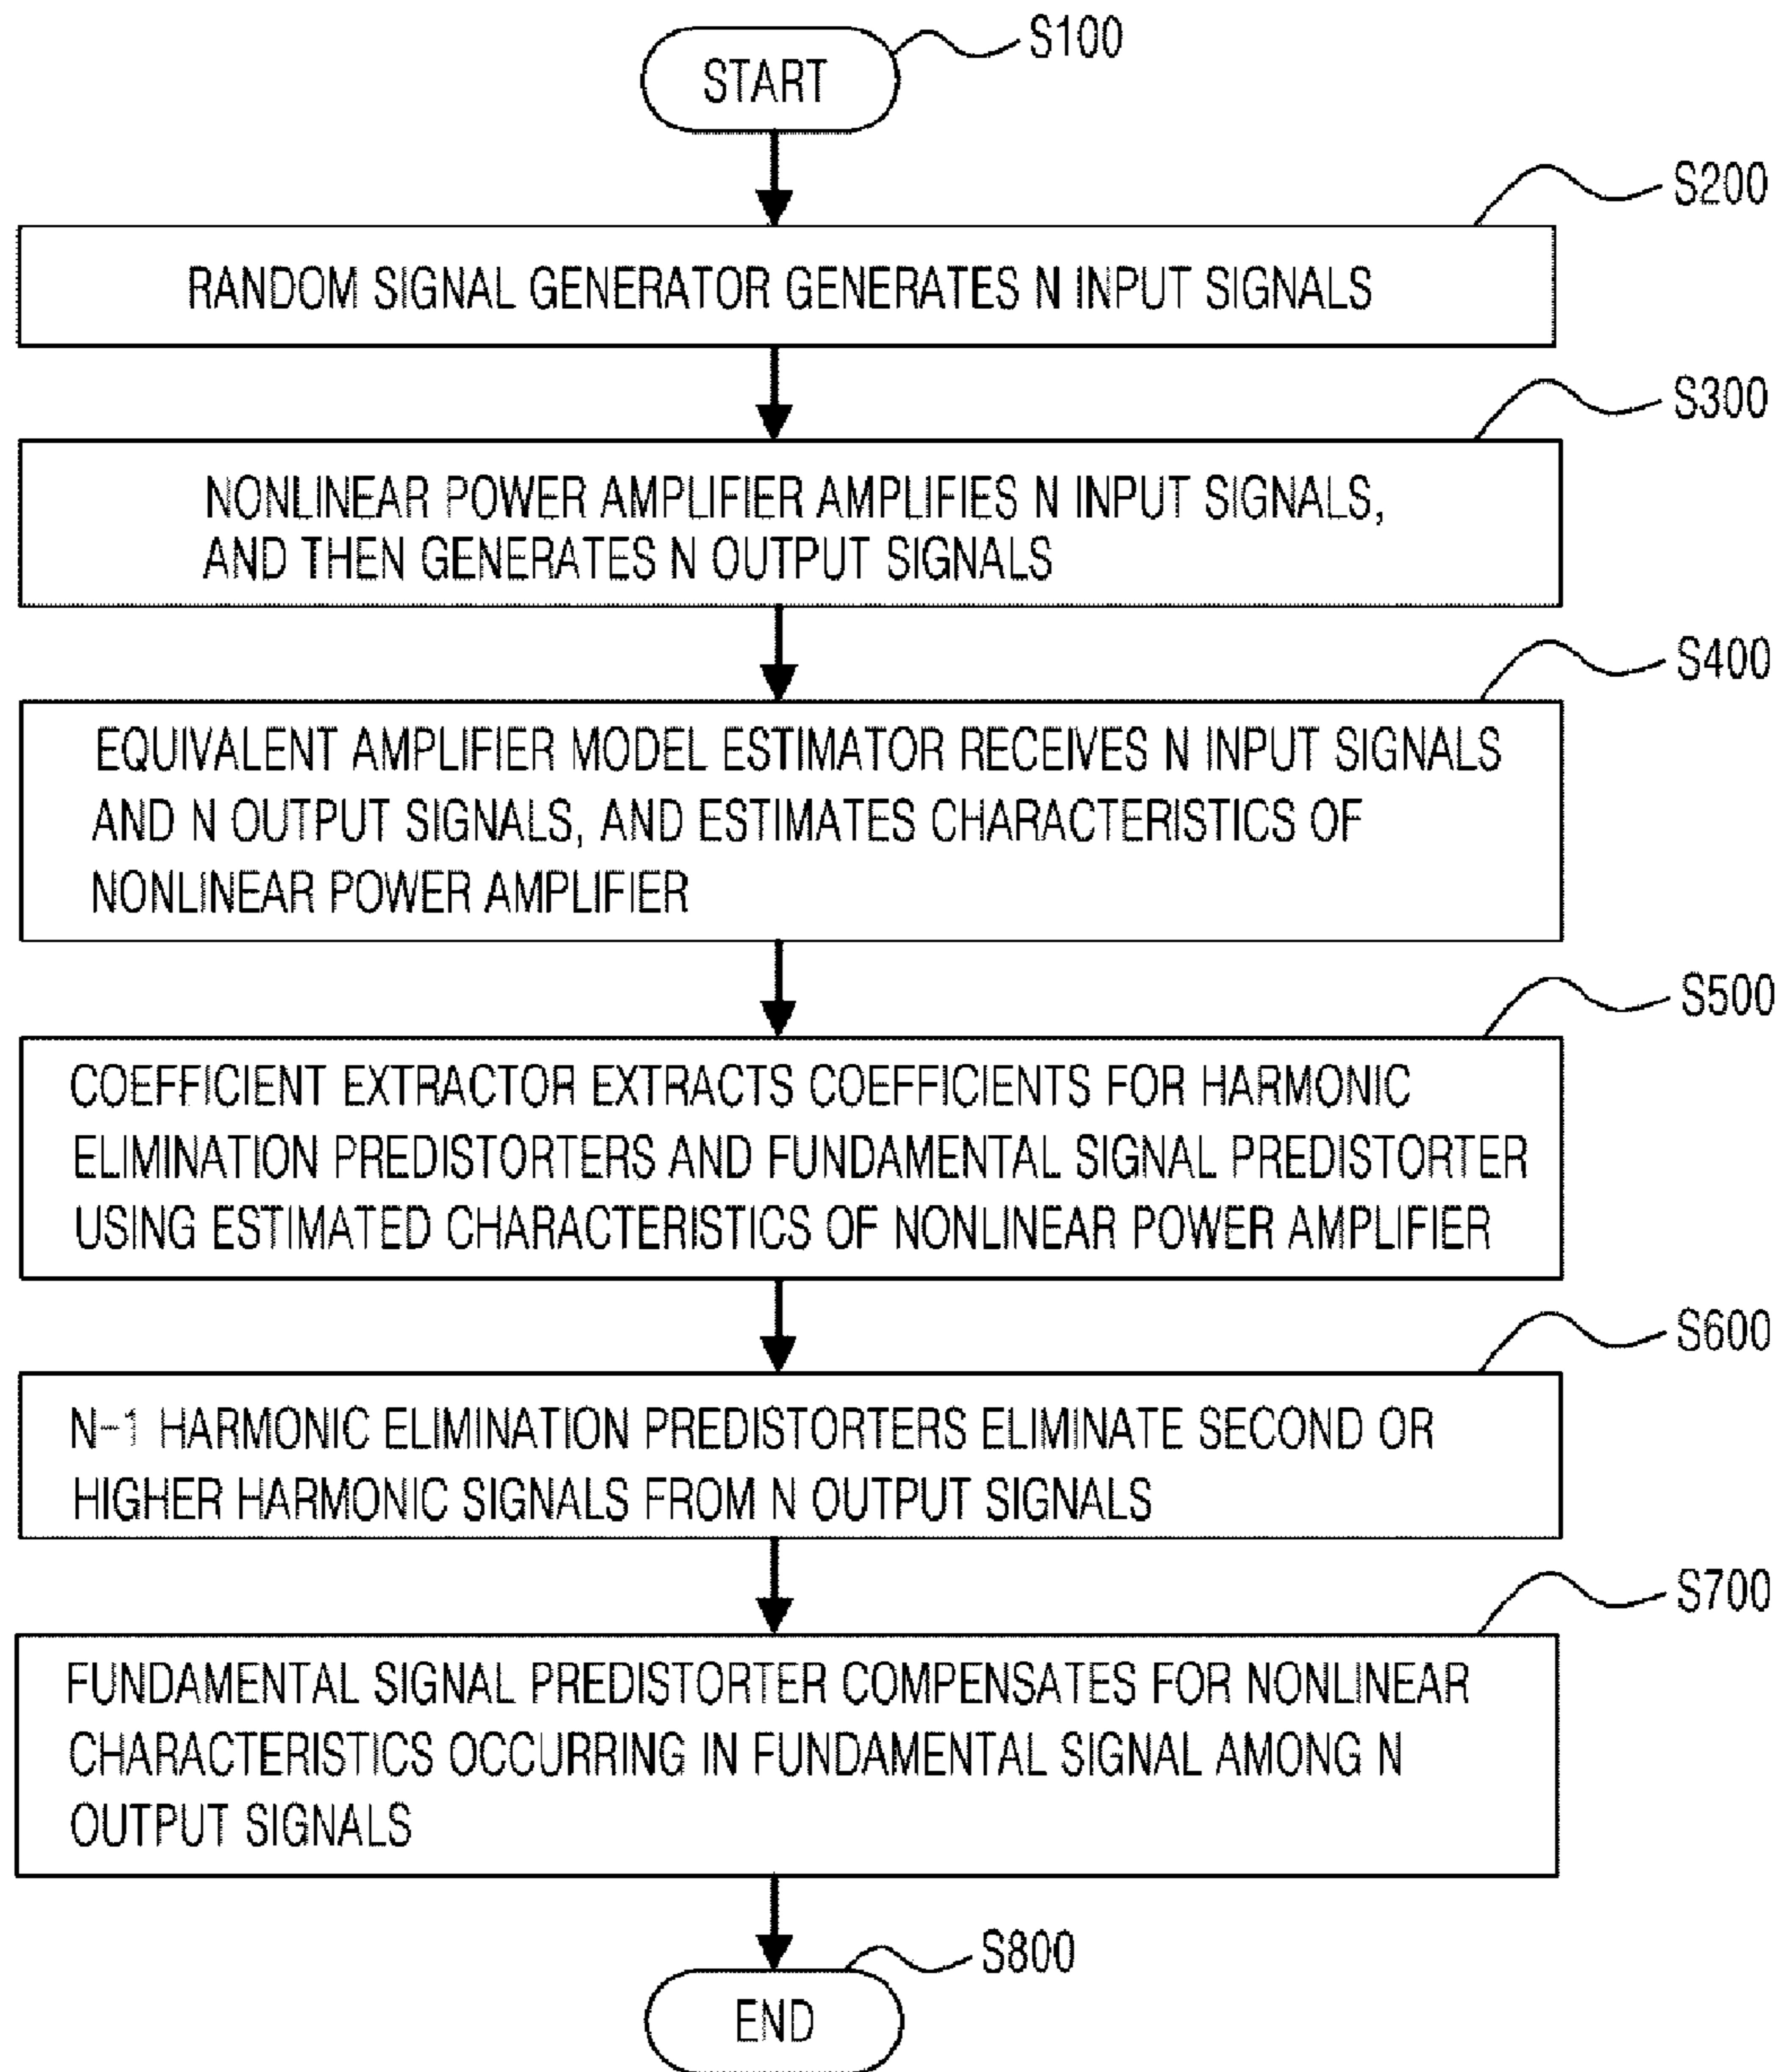 START
S100
S200
RANDOM SIGNAL GENERATOR GENERATES N INPUT SIGNALS
S300
NONLINEAR POWER AMPLIFIER AMPLIFIES N INPUT SIGNALS,
AND THEN GENERATES N OUTPUT SIGNALS
S400
EQUIVALENT AMPLIFIER MODEL ESTIMATOR RECEIVES N INPUT SIGNALS
AND N OUTPUT SIGNALS, AND ESTIMATES CHARACTERISTICS OF
NONLINEAR POWER AMPLIFIER
S500
COEFFICIENT EXTRACTOR EXTRACTS COEFFICIENTS FOR HARMONIC
ELIMINATION PREDISTORTERS AND FUNDAMENTAL SIGNAL PREDISTORTER
USING ESTIMATED CHARACTERISTICS OF NONLINEAR POWER AMPLIFIER
S600
N-1 HARMONIC ELIMINATION PREDISTORTERS ELIMINATE SECOND OR
HIGHER HARMONIC SIGNALS FROM N OUTPUT SIGNALS
S700
FUNDAMENTAL SIGNAL PREDISTORTER COMPENSATES FOR NONLINEAR
CHARACTERISTICS OCCURRING IN FUNDAMENTAL SIGNAL AMONG N
OUTPUT SIGNALS
S800
END